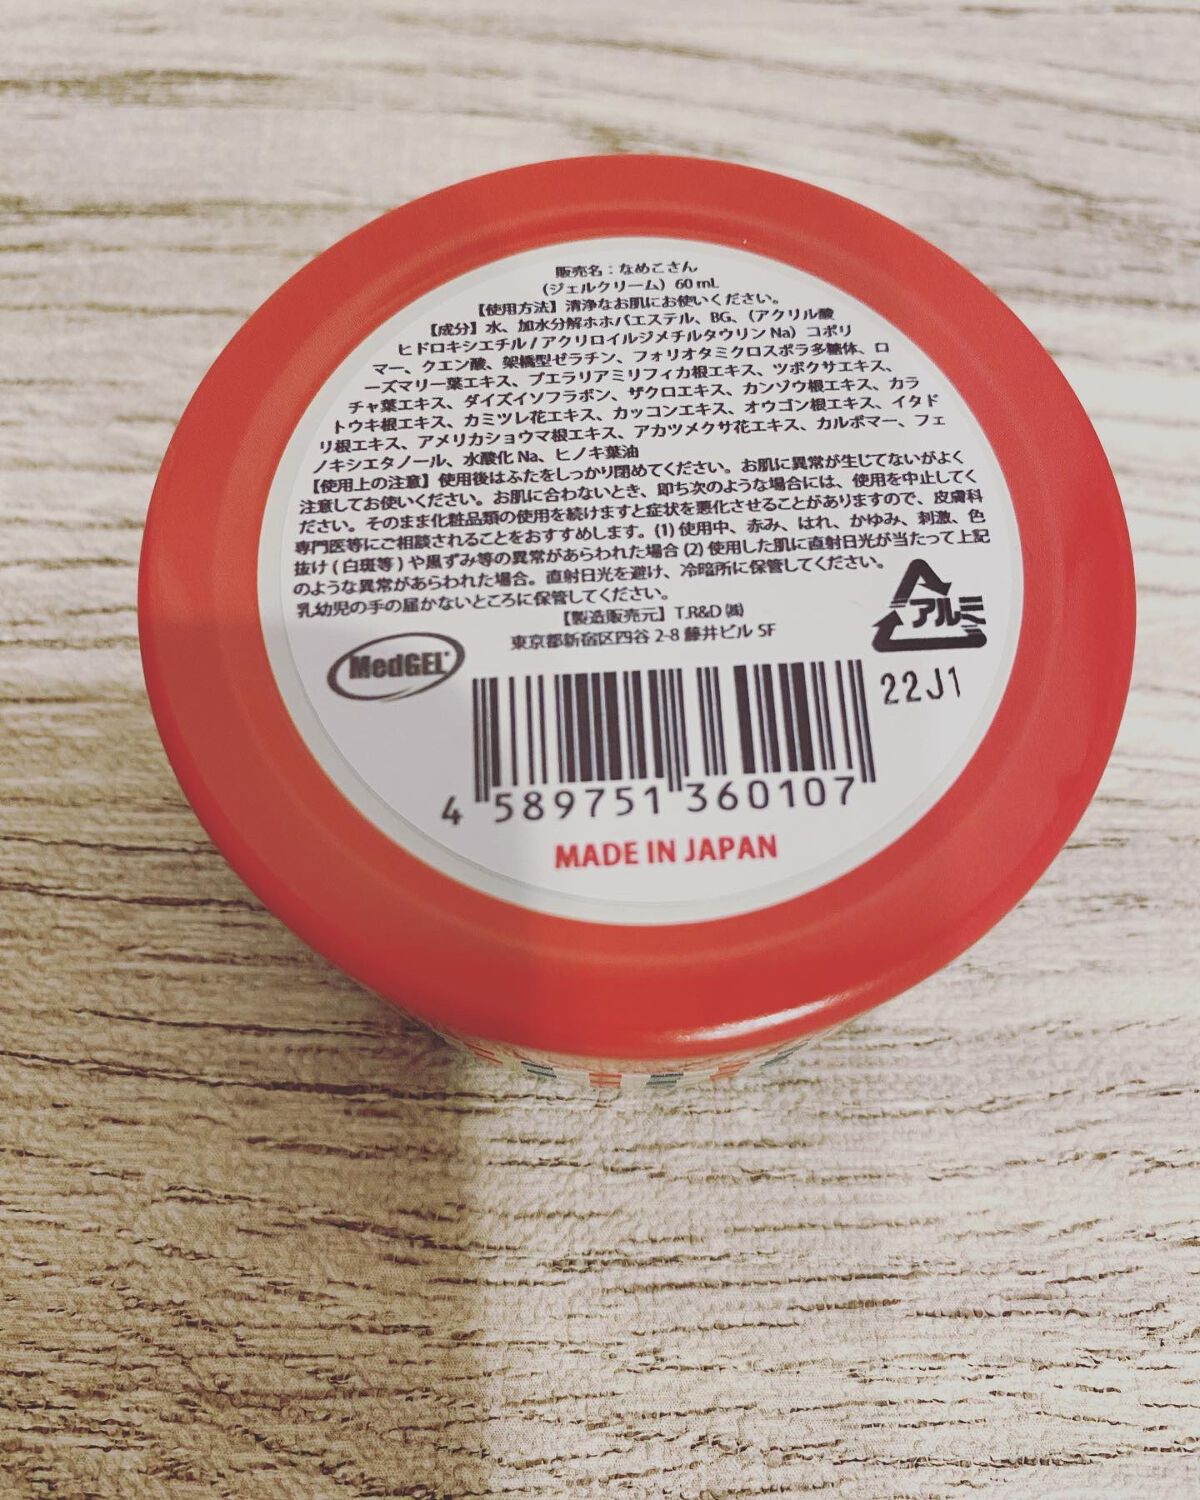 販売名：なめこさん
（ジェルクリーム）60 mL
【使用方法】清浄なお肌にお使いください。
【成分】水、加水分解ホホバエステル、BG、（アクリル酸
ヒドロキシエチル / アクリロイルジメチルタウリン Na）コポリ
マー、クエン酸、架橋型ゼラチン、フォリオタミクロスポラ多糖体、ロ
ーズマリー葉エキス、プエラリアミリフィカ根エキス、ツボクサエキス、
チャ葉エキス、ダイズイソフラボン、ザクロエキス、カンゾウ根エキス、カラ
トウキ根エキス、カミツレ花エキス、カッコンエキス、オウゴン根エキス、イタド
リ根エキス、アメリカショウマ根エキス、アカツメクサ花エキス、カルボマー、フェ
ノキシエタノール、水酸化 Na、ヒノキ葉油
【使用上の注意】使用後はふたをしっかり閉めてください。お肌に異常が生じてないがよく
注意してお使いください。お肌に合わないとき、即ち次のような場合には、使用を中止してく
ださい。そのまま化粧品類の使用を続けますと症状を悪化させることがありますので、皮膚科
専門医等にご相談されることをおすすめします。(1) 使用中、赤み、はれ、かゆみ、刺激、色
抜け ( 白斑等 ) や黒ずみ等の異常があらわれた場合 (2) 使用した肌に直射日光が当たって上記
のような異常があらわれた場合。直射日光を避け、冷暗所に保管してください。
乳幼児の手の届かないところに保管してください。
【製造販売元】T.R&D ㈱
東京都新宿区四谷 2-8 藤井ビル 5F
アルミ
MedGEL
22J1
4 589751 360107
MADE IN JAPAN